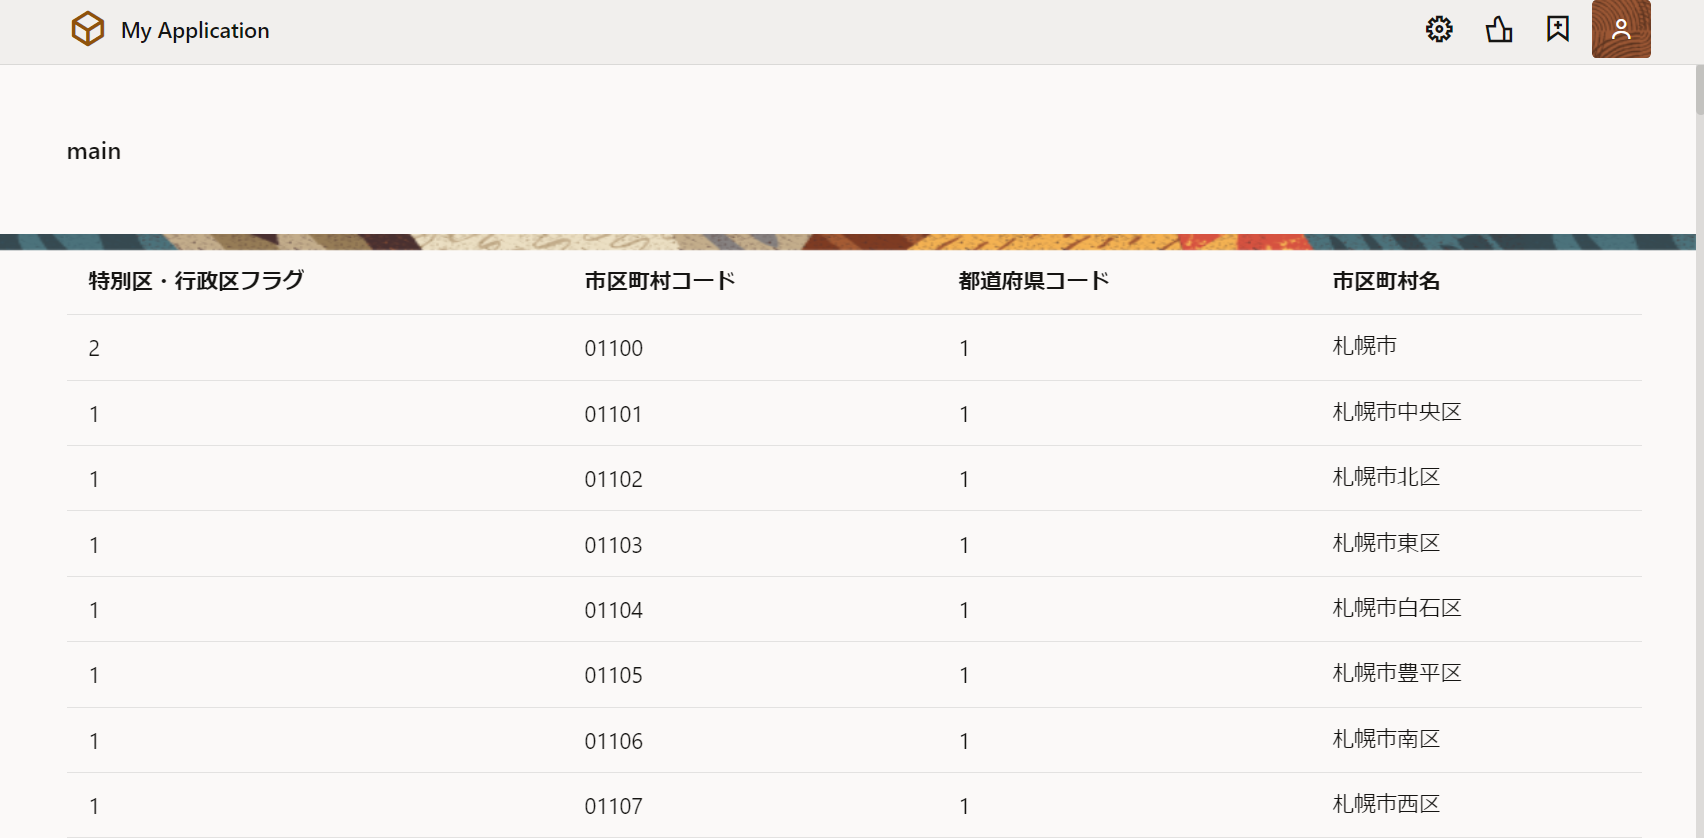 My Application
main
特別区・行政区フラグ 市区町村コード 都道府県コード 市区町村名
2 01100 1 札幌市
1 01101 1 札幌市中央区
1 01102 1 札幌市北区
1 01103 1 札幌市東区
1 01104 1 札幌市白石区
1 01105 1 札幌市豊平区
1 01106 1 札幌市南区
1 01107 1 札幌市西区